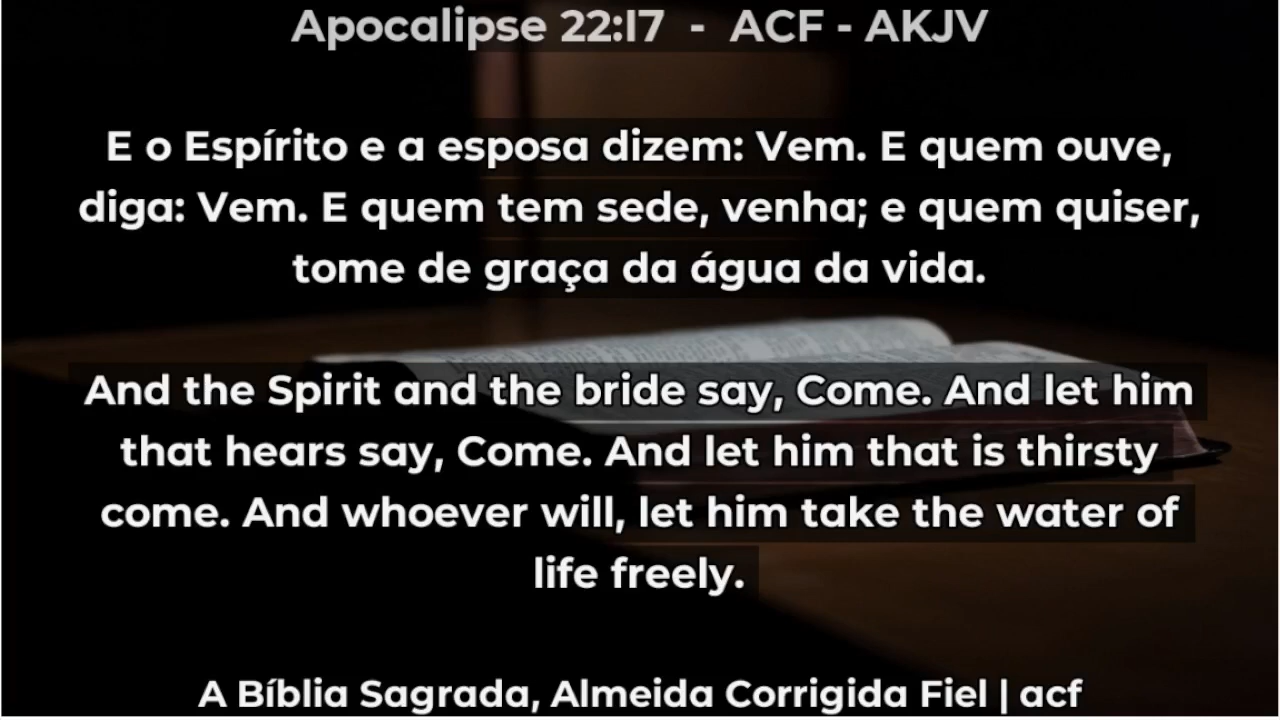 Apocalipse 22:17 - ACF - AKJV
E o Espírito e a esposa dizem: Vem. E quem ouve,
diga: Vem. E quem tem sede, venha; e quem quiser,
tome de graça da água da vida.
And the Spirit and the bride say, Come. And let him
that hears say, Come. And let him that is thirsty
come. And whoever will, let him take the water of
life freely.
A Bíblia Sagrada, Almeida Corrigida Fiel | acf